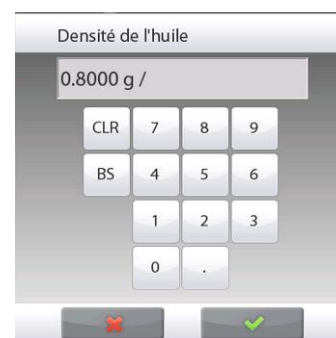 Densité de l'huile
0.8000 g /
CLR 7 8 9
BS 4 5 6
1 2 3
0 .